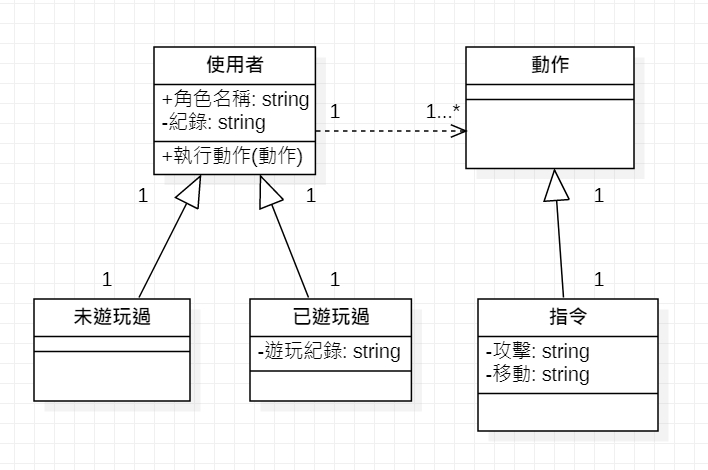 使用者
+角色名稱: string
-紀錄: string
+執行動作(動作)
1
1...*
動作
1
1
1
1
1
1
未遊玩過
已遊玩過
-遊玩紀錄: string
指令
-攻擊: string
-移動: string